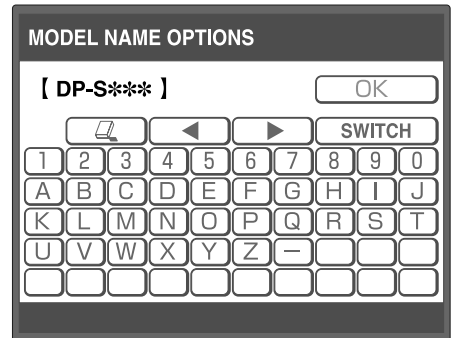 MODEL NAME OPTIONS
【 DP-S✻✻✻ 】 OK
◀ ▶ SWITCH
1 2 3 4 5 6 7 8 9 0
A B C D E F G H I J
K L M N O P Q R S T
U V W X Y Z −